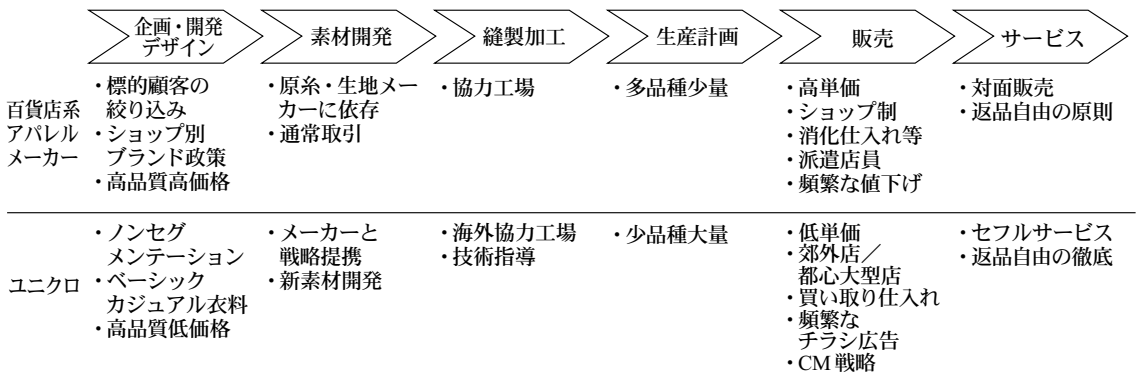 企画・開発
デザイン
素材開発
縫製加工
生産計画
販売
サービス
百貨店系
アパレル
メーカー
・標的顧客の
絞り込み
・ショップ別
ブランド政策
・高品質高価格
・原糸・生地メー
カーに依存
・通常取引
・協力工場
・多品種少量
・高単価
・ショップ制
・消化仕入れ等
・派遣店員
・頻繁な値下げ
・対面販売
・返品自由の原則
ユニクロ
・ノンセグ
メンテーション
・ベーシック
カジュアル衣料
・高品質低価格
・メーカーと
戦略提携
・新素材開発
・海外協力工場
・技術指導
・少品種大量
・低単価
・郊外店／
都心大型店
・買い取り仕入れ
・頻繁な
チラシ広告
・CM 戦略
・セフルサービス
・返品自由の徹底